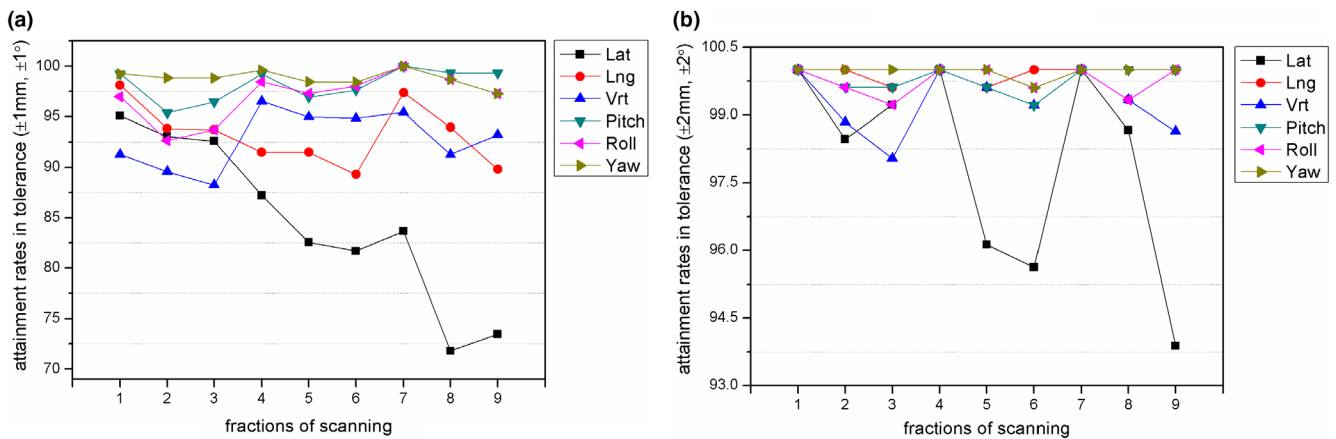 (a)
attainment rates in tolerance (±1mm, ±1°)
100
95
90
85
80
75
70
1 2 3 4 5 6 7 8 9
fractions of scanning
Lat
Lng
Vrt
Pitch
Roll
Yaw
(b)
attainment rates in tolerance (±2mm, ±2°)
100.5
99.0
97.5
96.0
94.5
93.0
1 2 3 4 5 6 7 8 9
fractions of scanning
Lat
Lng
Vrt
Pitch
Roll
Yaw